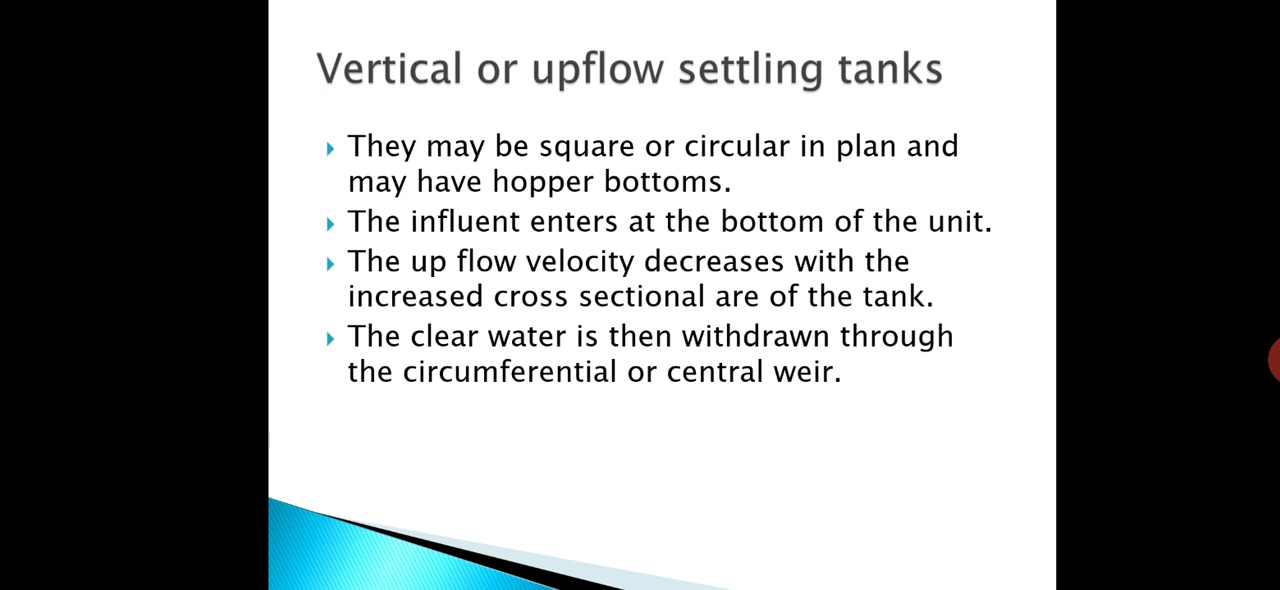 Vertical or upflow settling tanks
They may be square or circular in plan and
may have hopper bottoms.
The influent enters at the bottom of the unit.
The up flow velocity decreases with the
increased cross sectional are of the tank.
The clear water is then withdrawn through
the circumferential or central weir.